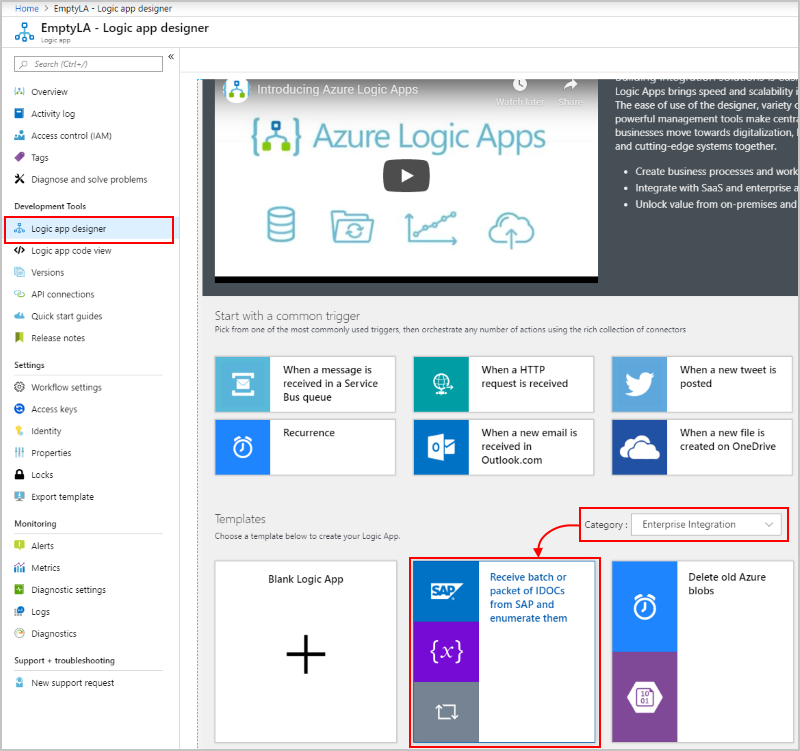 Home > EmptyLA - Logic app designer
EmptyLA - Logic app designer
Logic app
Search (Ctrl+/)
«
Overview
Activity log
Access control (IAM)
Tags
Diagnose and solve problems
Development Tools
Logic app designer
Logic app code view
Versions
API connections
Quick start guides
Release notes
Settings
Workflow settings
Access keys
Identity
Properties
Locks
Export template
Monitoring
Alerts
Metrics
Diagnostic settings
Logs
Diagnostics
Support + troubleshooting
New support request
Introducing Azure Logic Apps
Watch later
Share
Azure Logic Apps
Building integration solutions is eas
Logic Apps brings speed and scalability i
The ease of use of the designer, variety o
powerful management tools make centra
businesses move towards digitalization, l
and cutting-edge systems together.
• Create business processes and work
• Integrate with SaaS and enterprise a
• Unlock value from on-premises and
Start with a common trigger
Pick from one of the most commonly used triggers, then orchestrate any number of actions using the rich collection of connectors
When a message is
received in a Service
Bus queue
When a HTTP
request is received
When a new tweet is
posted
Recurrence
When a new email is
received in
Outlook.com
When a new file is
created on OneDrive
Templates
Choose a template below to create your Logic App.
Category : Enterprise Integration
Blank Logic App
SAP
{x}
Receive batch or
packet of IDOCs
from SAP and
enumerate them
Delete old Azure
blobs
10
01